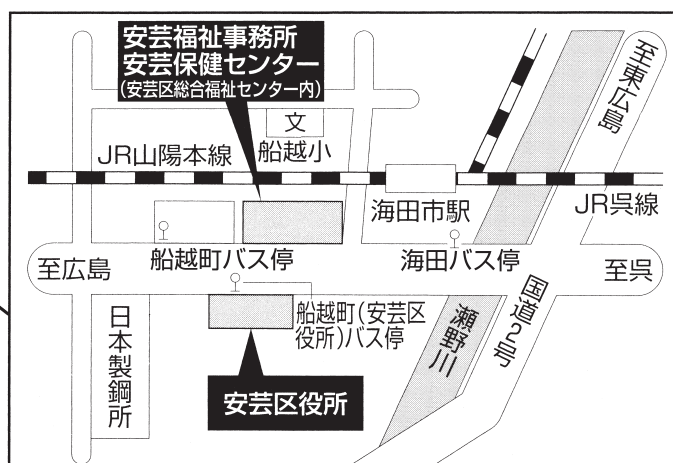 安芸福祉事務所
安芸保健センター
(安芸区総合福祉センター内)
至東広島
文
船越小
JR山陽本線
海田市駅
JR呉線
至広島
船越町バス停
海田バス停
至呉
船越町(安芸区
役所)バス停
日本製鋼所
安芸区役所
瀬野川
国道2号